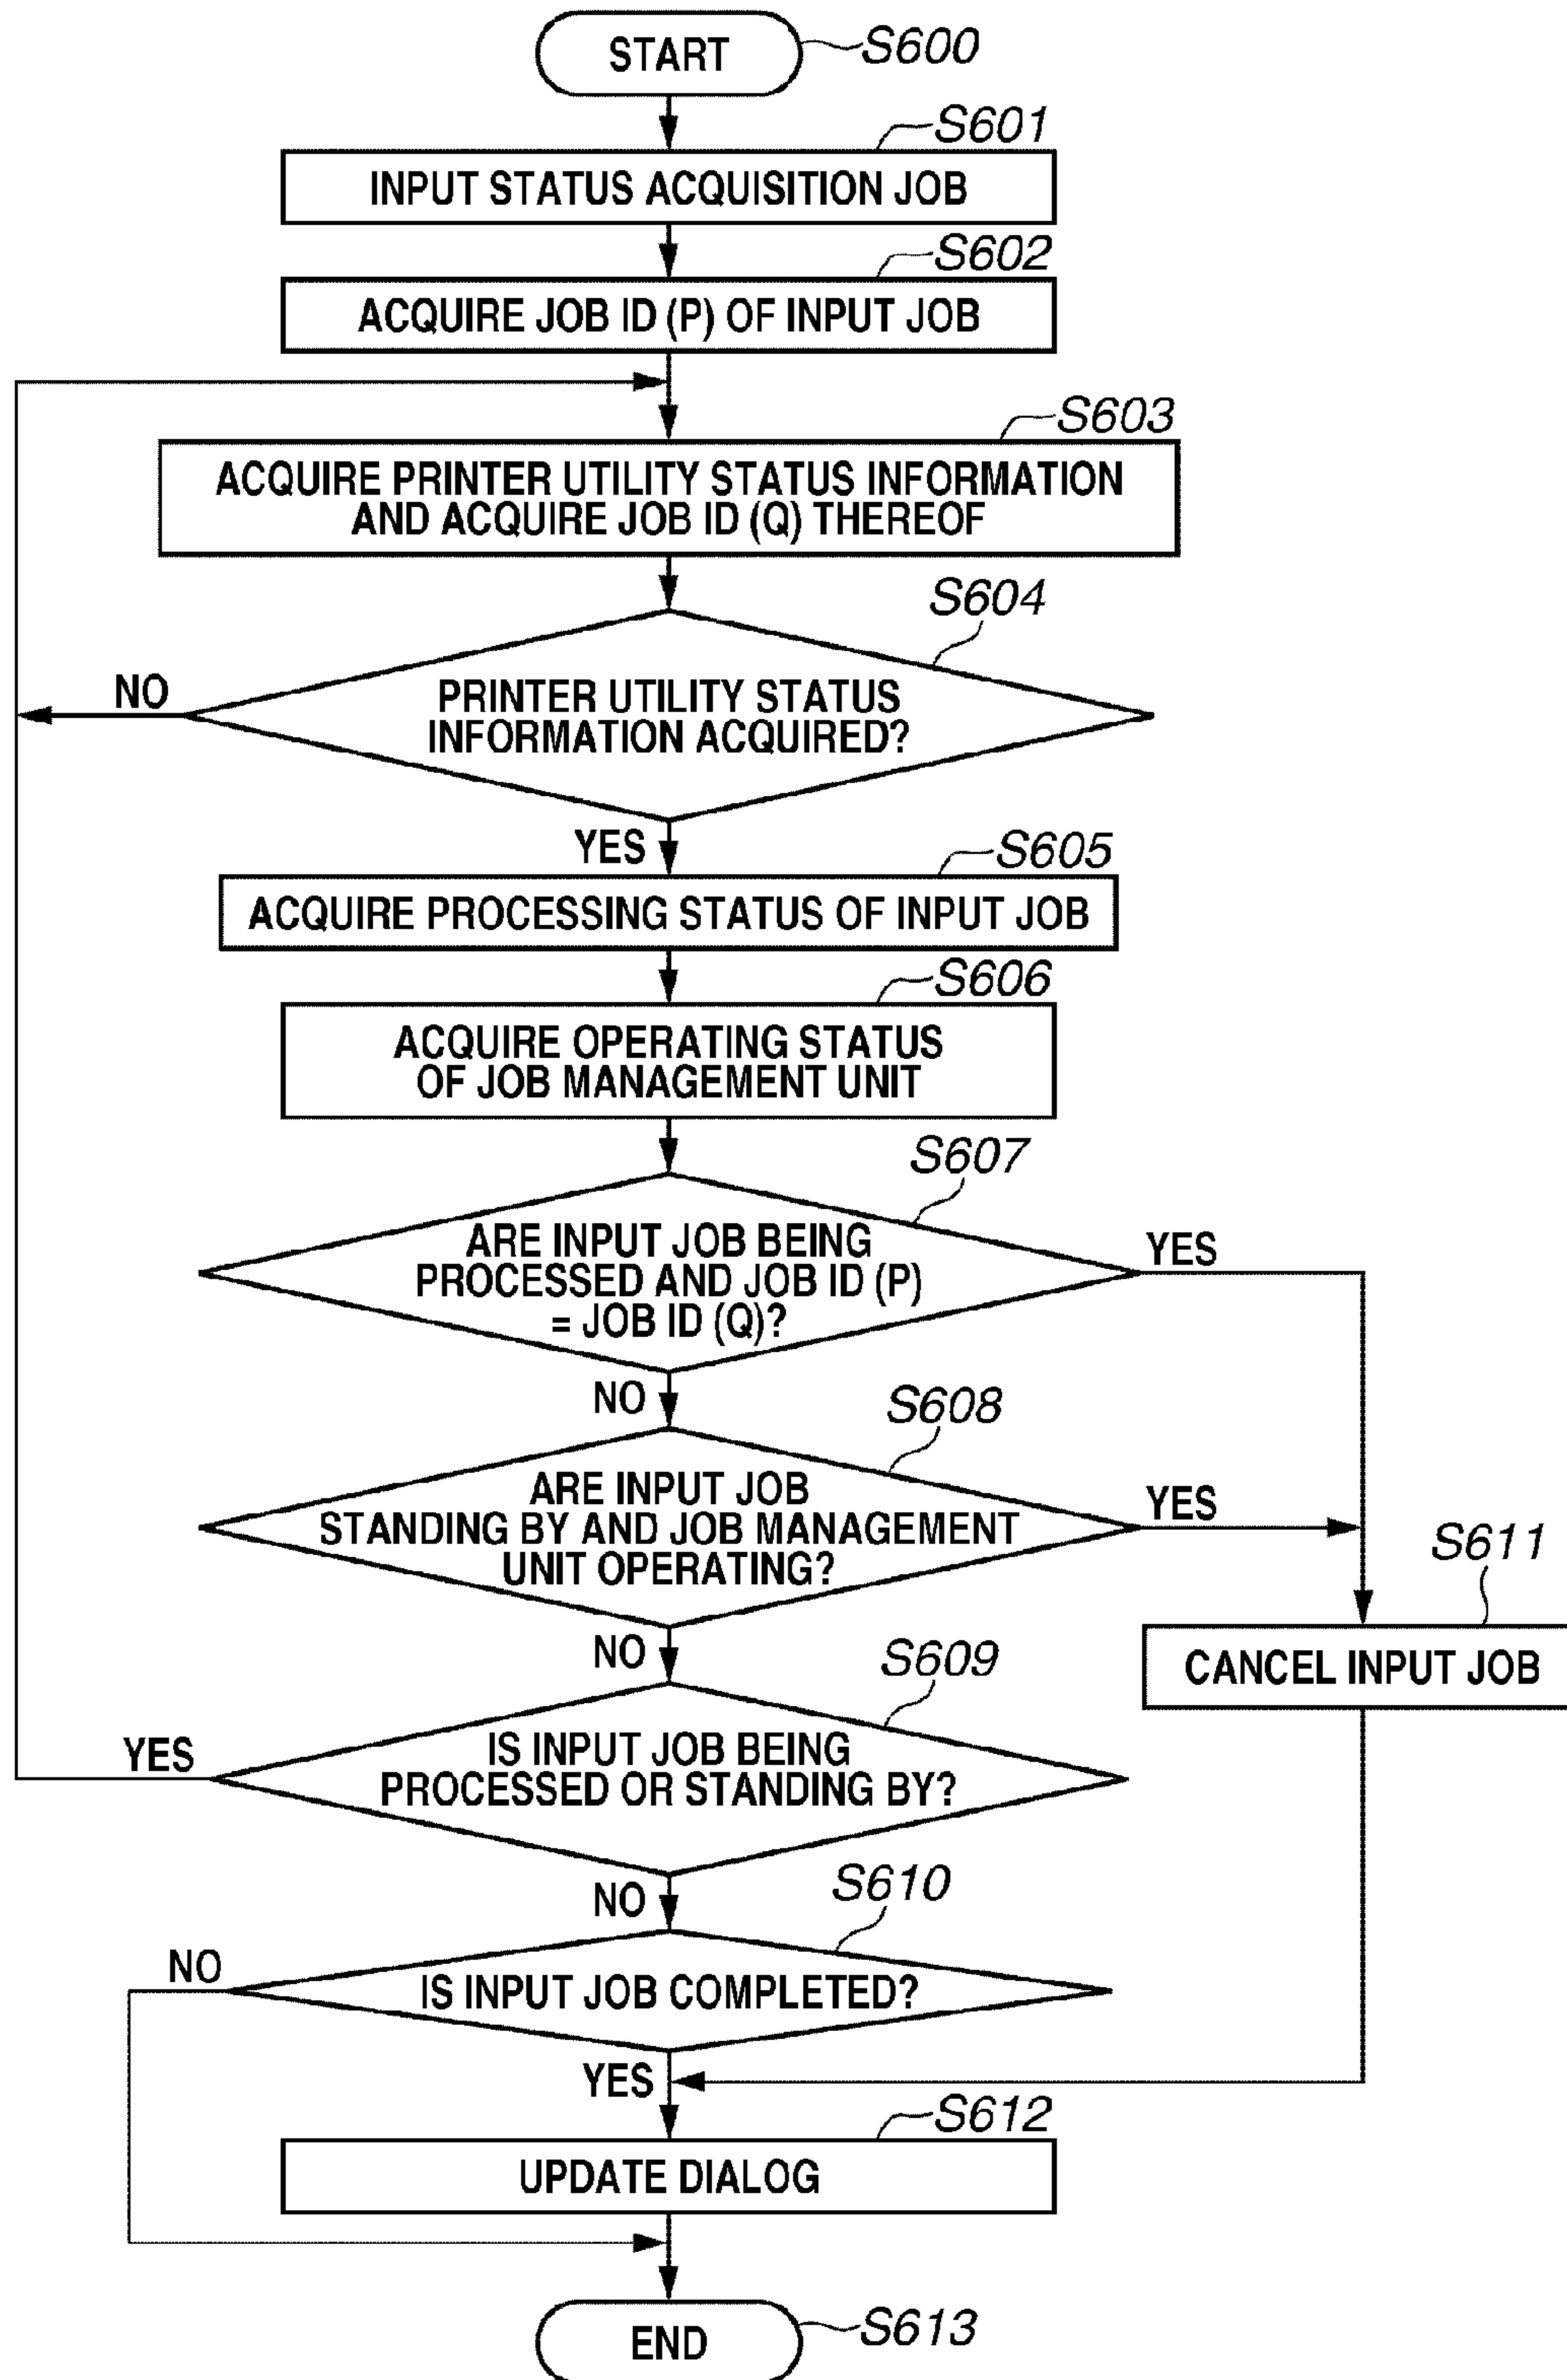 START
S600
S601
INPUT STATUS ACQUISITION JOB
S602
ACQUIRE JOB ID (P) OF INPUT JOB
S603
ACQUIRE PRINTER UTILITY STATUS INFORMATION
AND ACQUIRE JOB ID (Q) THEREOF
S604
NO
PRINTER UTILITY STATUS
INFORMATION ACQUIRED?
YES
S605
ACQUIRE PROCESSING STATUS OF INPUT JOB
S606
ACQUIRE OPERATING STATUS
OF JOB MANAGEMENT UNIT
S607
ARE INPUT JOB BEING
PROCESSED AND JOB ID (P)
= JOB ID (Q)?
YES
NO
S608
ARE INPUT JOB
STANDING BY AND JOB MANAGEMENT
UNIT OPERATING?
YES
S611
CANCEL INPUT JOB
NO
S609
YES
IS INPUT JOB BEING
PROCESSED OR STANDING BY?
NO
S610
NO
IS INPUT JOB COMPLETED?
YES
S612
UPDATE DIALOG
END
S613